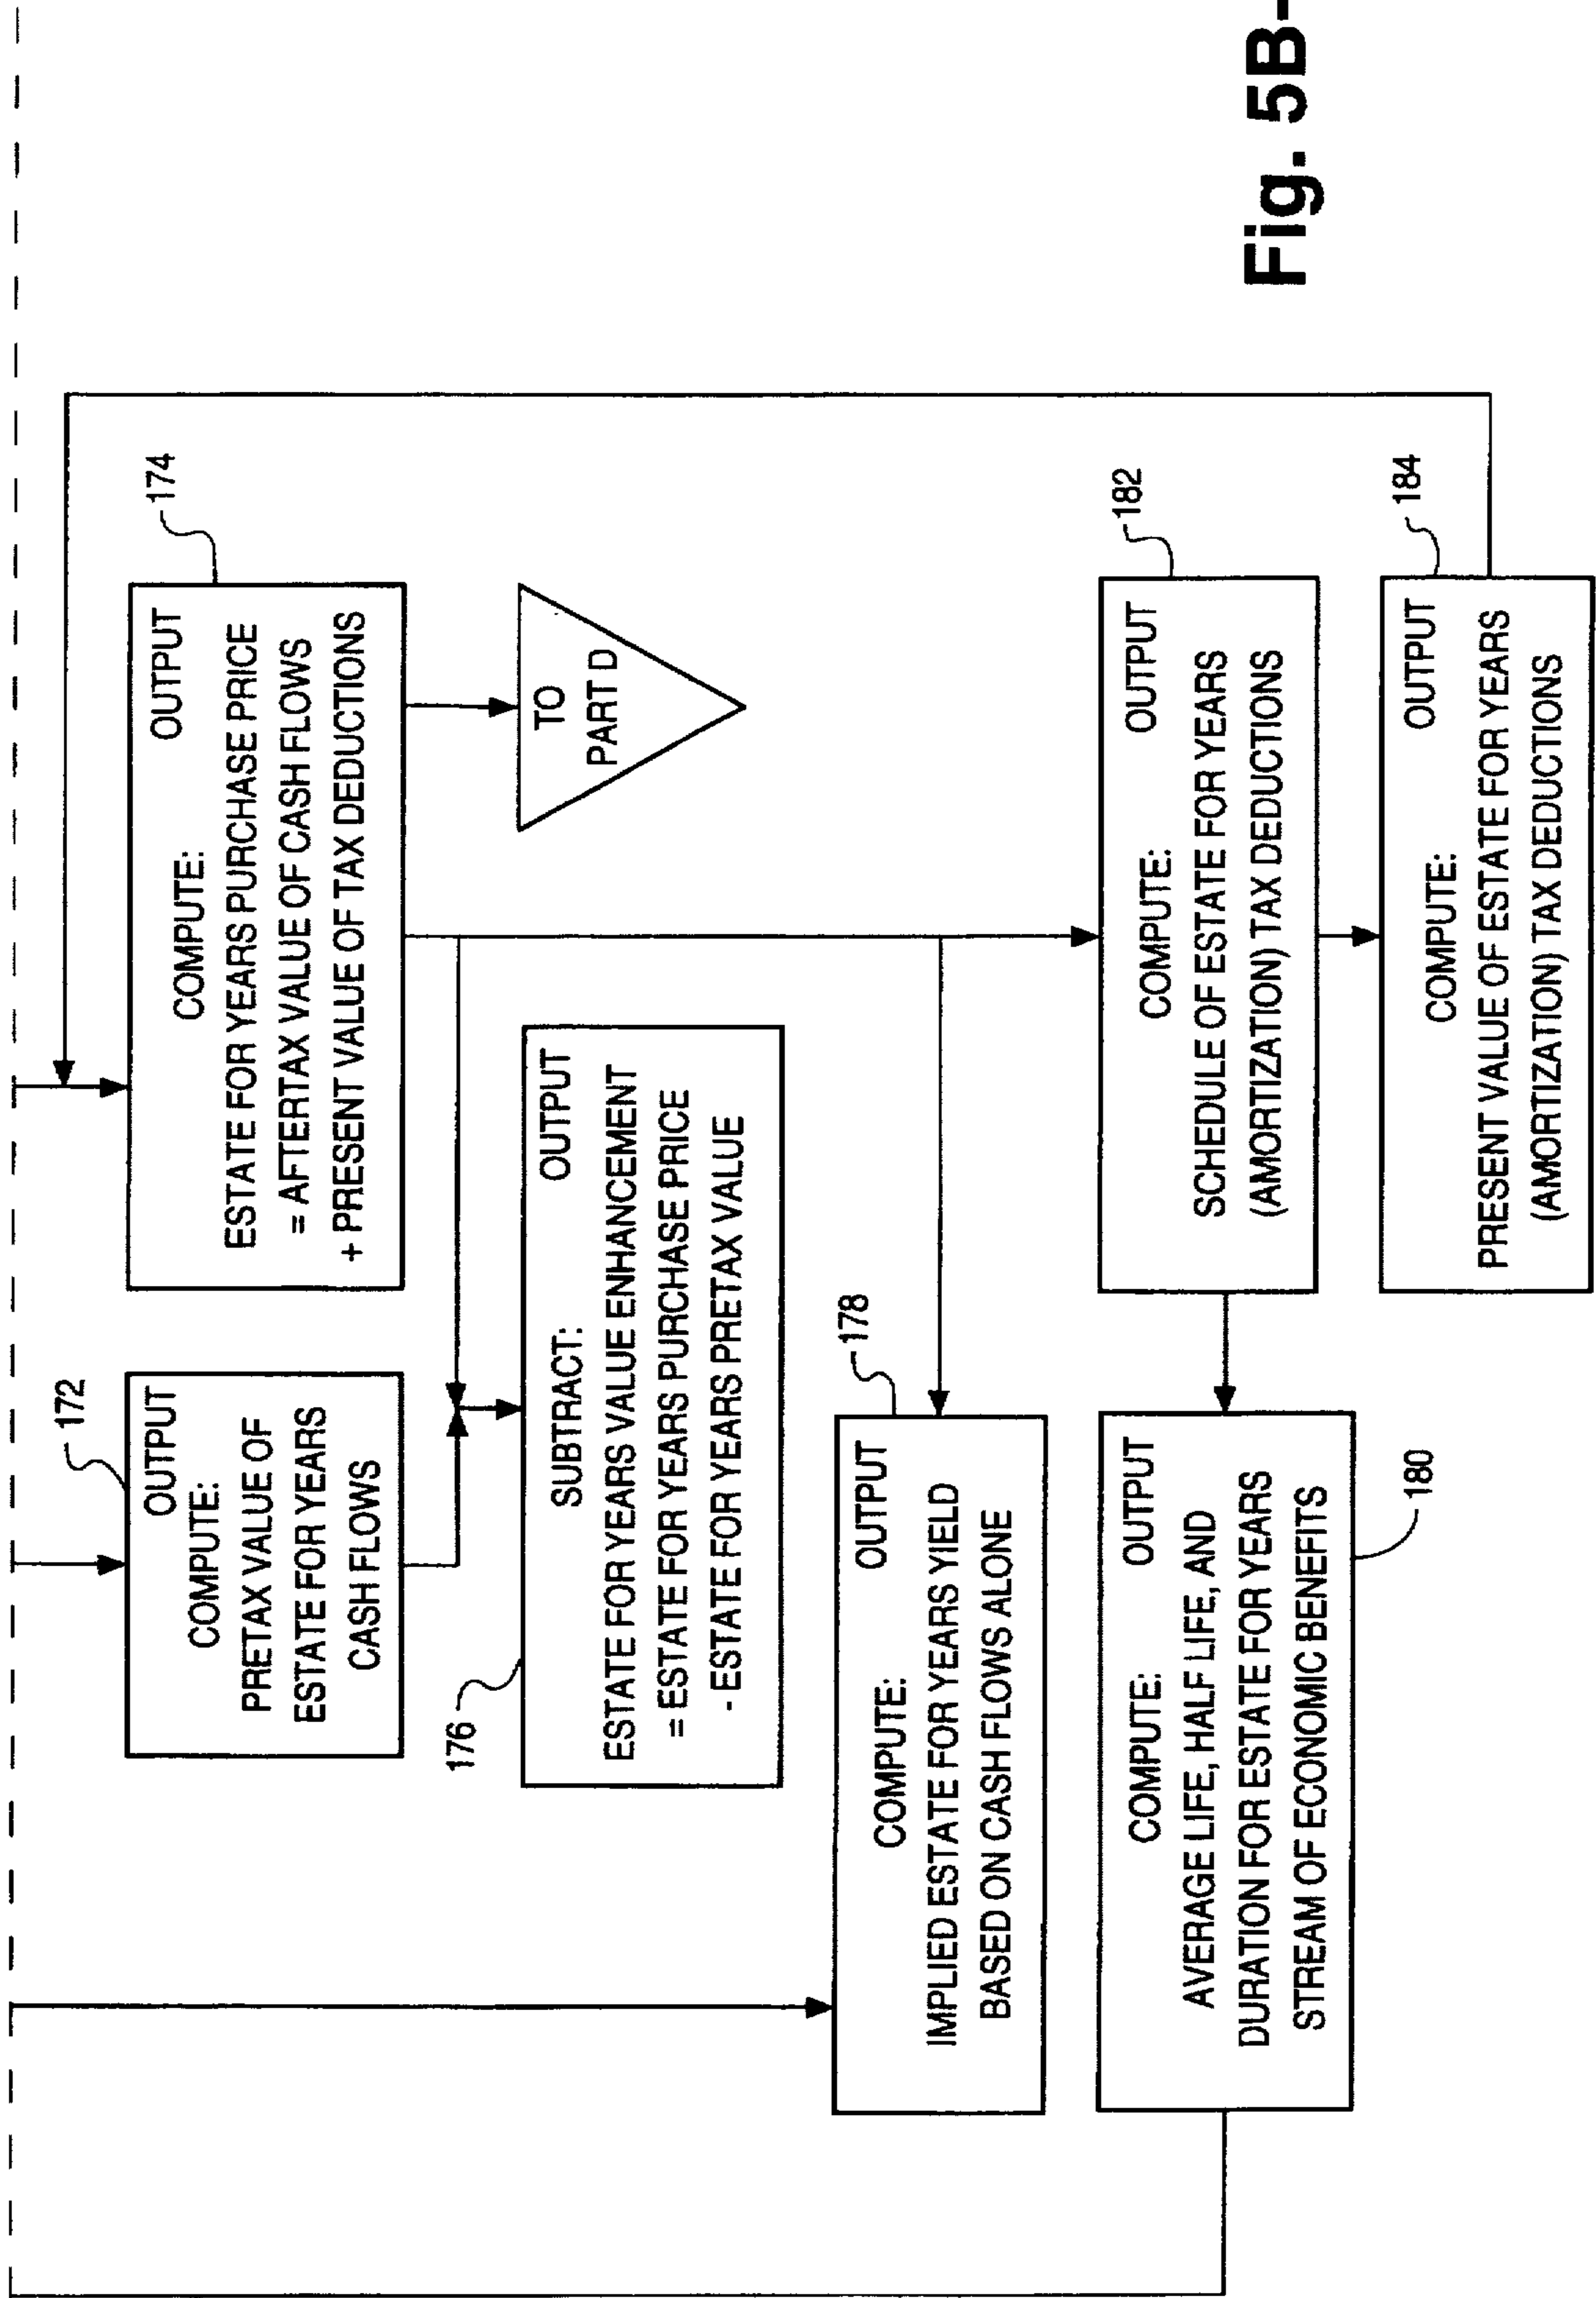 172
OUTPUT
COMPUTE:
PRETAX VALUE OF
ESTATE FOR YEARS
CASH FLOWS
174
COMPUTE: OUTPUT
ESTATE FOR YEARS PURCHASE PRICE
= AFTERTAX VALUE OF CASH FLOWS
+ PRESENT VALUE OF TAX DEDUCTIONS
176
SUBTRACT: OUTPUT
ESTATE FOR YEARS VALUE ENHANCEMENT
= ESTATE FOR YEARS PURCHASE PRICE
- ESTATE FOR YEARS PRETAX VALUE
TO
PART D
178
COMPUTE: OUTPUT
IMPLIED ESTATE FOR YEARS YIELD
BASED ON CASH FLOWS ALONE
180
COMPUTE: OUTPUT
AVERAGE LIFE, HALF LIFE, AND
DURATION FOR ESTATE FOR YEARS
STREAM OF ECONOMIC BENEFITS
182
COMPUTE: OUTPUT
SCHEDULE OF ESTATE FOR YEARS
(AMORTIZATION) TAX DEDUCTIONS
184
COMPUTE: OUTPUT
PRESENT VALUE OF ESTATE FOR YEARS
(AMORTIZATION) TAX DEDUCTIONS
Fig. 5B-